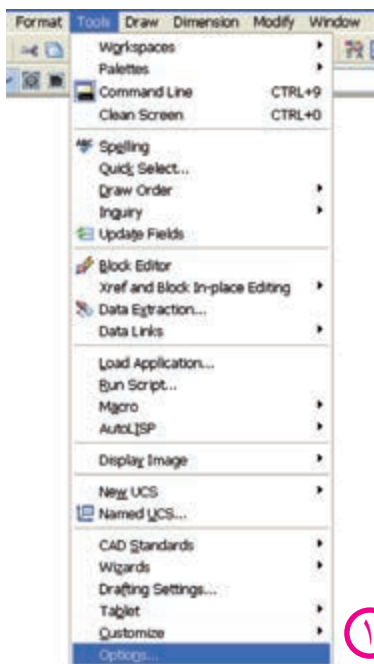 Format Tools Draw Dimension Modify Window
Workspaces
Palettes
Command Line CTRL+9
Clean Screen CTRL+0
Spelling
Quick Select...
Draw Order
Inquiry
Update Fields
Block Editor
Xref and Block In-place Editing
Data Extraction...
Data Links
Load Application...
Run Script...
Macro
AutoLISP
Display Image
New UCS
Named UCS...
CAD Standards
Wizards
Drafting Settings...
Tablet
Customize
Options...
۱